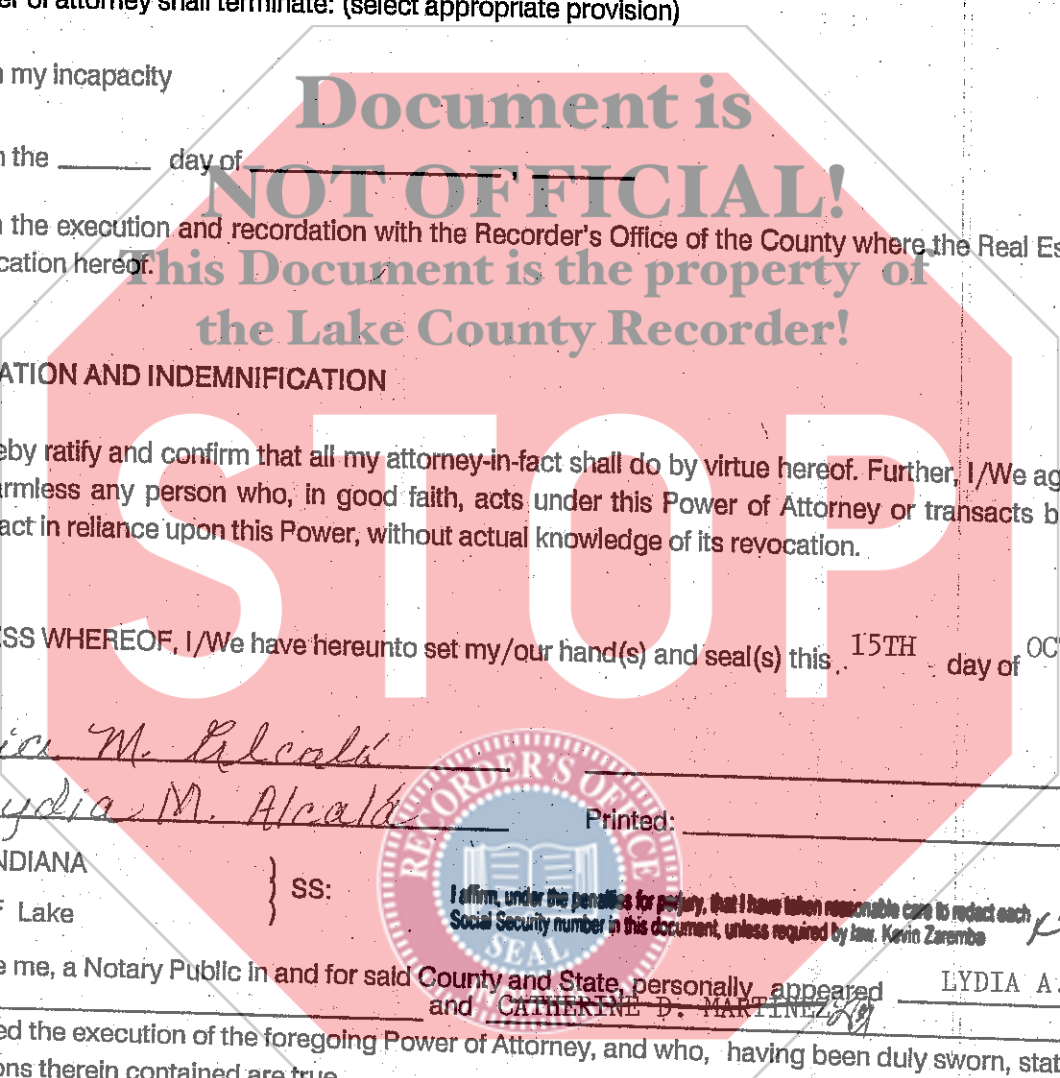 er of attorney shall terminate: (select appropriate provision)
n my incapacity
Document is
n the ______ day of ____________, ______
NOT OFFICIAL!
n the execution and recordation with the Recorder's Office of the County where the Real Es
cation hereof.
This Document is the property of
the Lake County Recorder!
ATION AND INDEMNIFICATION
eby ratify and confirm that all my attorney-in-fact shall do by virtue hereof. Further, I/We ag
armless any person who, in good faith, acts under this Power of Attorney or transacts b
act in reliance upon this Power, without actual knowledge of its revocation.
STOP
SS WHEREOF, I/We have hereunto set my/our hand(s) and seal(s) this 15TH day of OC
M. Alcalá
ydia M. Alcalá
Printed:
NDIANA
SS:
F Lake
RECORDER'S OFFICE
SEAL
INDIANA
I affirm, under the penalties for perjury, that I have taken reasonable care to redact each
Social Security number in this document, unless required by law. Kevin Zaremba
e me, a Notary Public in and for said County and State, personally appeared LYDIA A.
and CATHERINE D. MARTINEZ
ed the execution of the foregoing Power of Attorney, and who, having been duly sworn, stat
ons therein contained are true